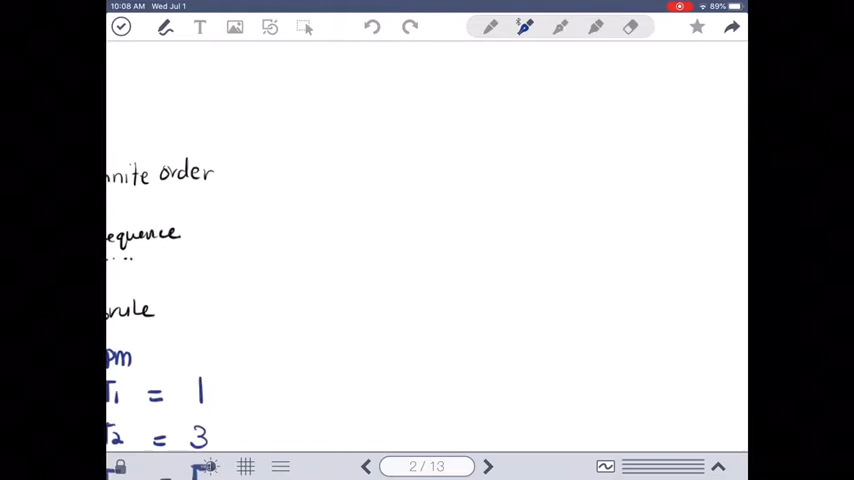 10:08 AM Wed Jul 1 89%
T
nite order
equence
....
rule
pm
T1 = 1
T2 = 3
2 / 13